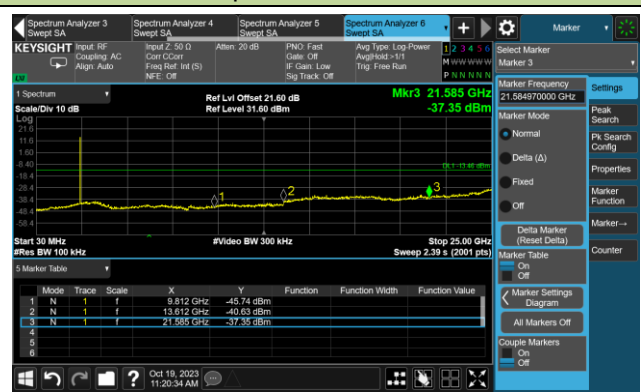 Spectrum Analyzer 3
Swept SA
Spectrum Analyzer 4
Swept SA
Spectrum Analyzer 5
Swept SA
Spectrum Analyzer 6
Swept SA
Marker
KEYSIGHT
Input: RF
Coupling: AC
Align: Auto
Input Z: 50 Ω
Corr CCorr
Freq Ref: Int (S)
NFE: Off
Atten: 20 dB
PNO: Fast
Gate: Off
IF Gain: Low
Sig Track: Off
Avg Type: Log-Power
Avg|Hold:>1/1
Trig: Free Run
1 2 3 4 5 6
M W W W W W
P N N N N N
Select Marker
Marker 3
1 Spectrum
Scale/Div 10 dB
Log
Ref Lvl Offset 21.60 dB
Ref Level 31.60 dBm
Mkr3 21.585 GHz
-37.35 dBm
21.6
11.6
1.60
-8.40
-18.4
-28.4
-38.4
-48.4
-58.4
DL1 -13.46 dBm
1
2
3
Start 30 MHz
#Res BW 100 kHz
#Video BW 300 kHz
Stop 25.00 GHz
Sweep 2.39 s (2001 pts)
5 Marker Table
Mode Trace Scale X Y Function Function Width Function Value
1 N 1 f 9.812 GHz -45.74 dBm
2 N 1 f 13.612 GHz -40.63 dBm
3 N 1 f 21.585 GHz -37.35 dBm
4
5
6
Marker Frequency
21.584970000 GHz
Marker Mode
Normal
Delta (Δ)
Fixed
Off
Delta Marker
(Reset Delta)
Marker Table
On
Off
Marker Settings
Diagram
All Markers Off
Couple Markers
On
Off
Settings
Peak
Search
Pk Search
Config
Properties
Marker
Function
Marker→
Counter
Oct 19, 2023
11:20:34 AM